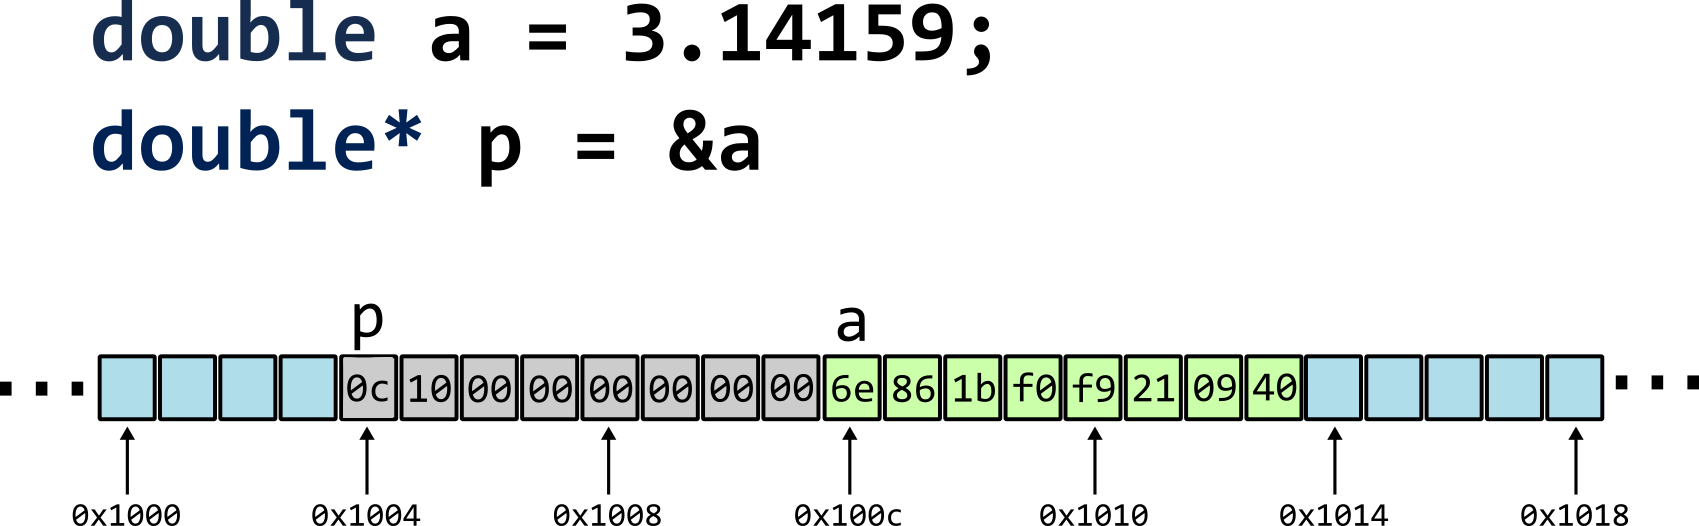 double a = 3.14159;
double* p = &a
p a
0c 10 00 00 00 00 00 00 6e 86 1b f0 f9 21 09 40
0x1000 0x1004 0x1008 0x100c 0x1010 0x1014 0x1018